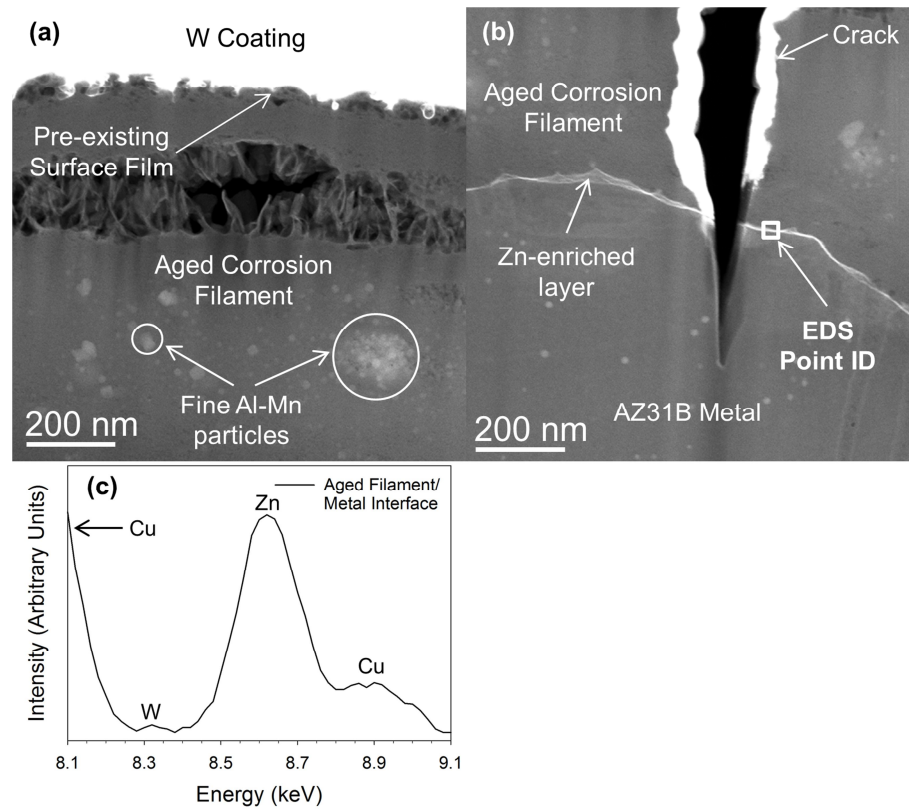 (a)
W Coating
Pre-existing
Surface Film
Aged Corrosion
Filament
Fine Al-Mn
particles
200 nm
(b)
Crack
Aged Corrosion
Filament
Zn-enriched
layer
EDS
Point ID
AZ31B Metal
200 nm
(c)
Aged Filament/
Metal Interface
Zn
Cu
W
Cu
Intensity (Arbitrary Units)
8.1 8.3 8.5 8.7 8.9 9.1
Energy (keV)